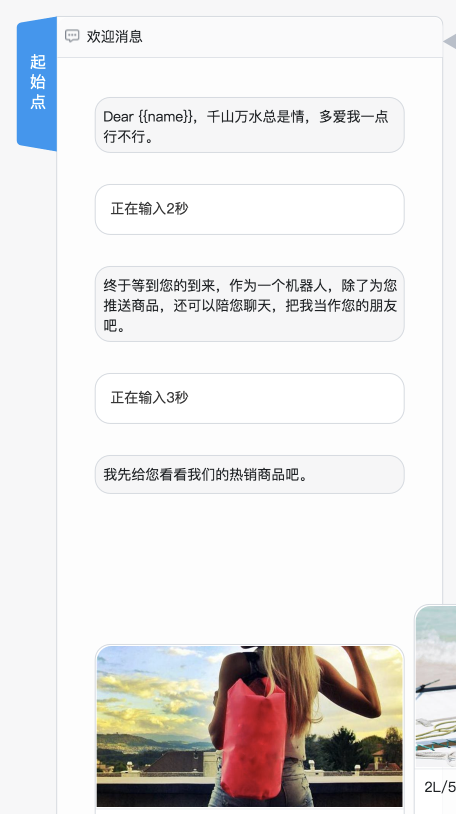 起始点
欢迎消息
Dear {{name}}，千山万水总是情，多爱我一点
行不行。
正在输入2秒
终于等到您的到来，作为一个机器人，除了为您
推送商品，还可以陪您聊天，把我当作您的朋友
吧。
正在输入3秒
我先给您看看我们的热销商品吧。
2L/5